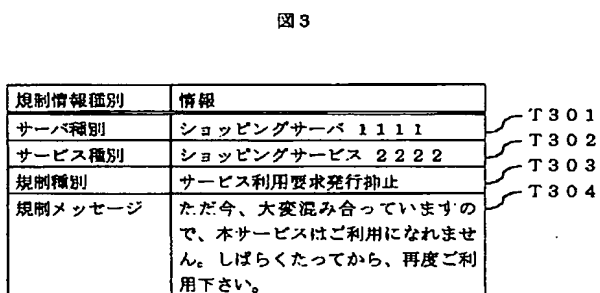 図3
規制情報種別 情報
サーバ種別 ショッピングサーバ 1111 T301
サービス種別 ショッピングサービス 2222 T302
規制種別 サービス利用要求発行抑止 T303
規制メッセージ ただ今、大変混み合っていますの T304
で、本サービスはご利用になれませ
ん。しばらくたってから、再度ご利
用下さい。